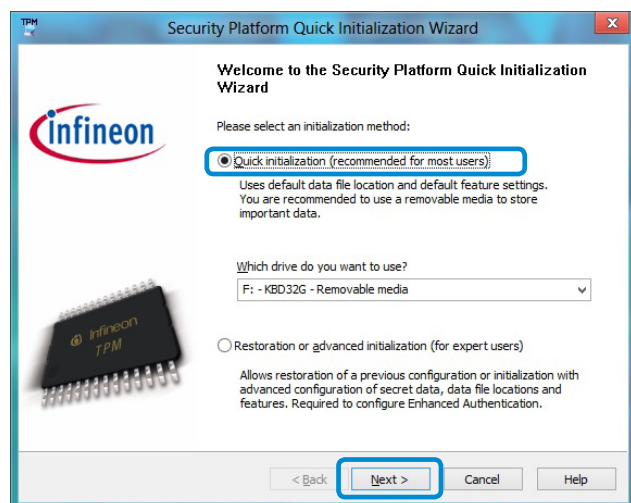 TPM
Security Platform Quick Initialization Wizard
X
Welcome to the Security Platform Quick Initialization
Wizard
infineon
Please select an initialization method:
Quick initialization (recommended for most users)
Uses default data file location and default feature settings.
You are recommended to use a removable media to store
important data.
Which drive do you want to use?
F: - KBD32G - Removable media
Infineon
TPM
Restoration or advanced initialization (for expert users)
Allows restoration of a previous configuration or initialization with
advanced configuration of secret data, data file locations and
features. Required to configure Enhanced Authentication.
< Back
Next >
Cancel
Help